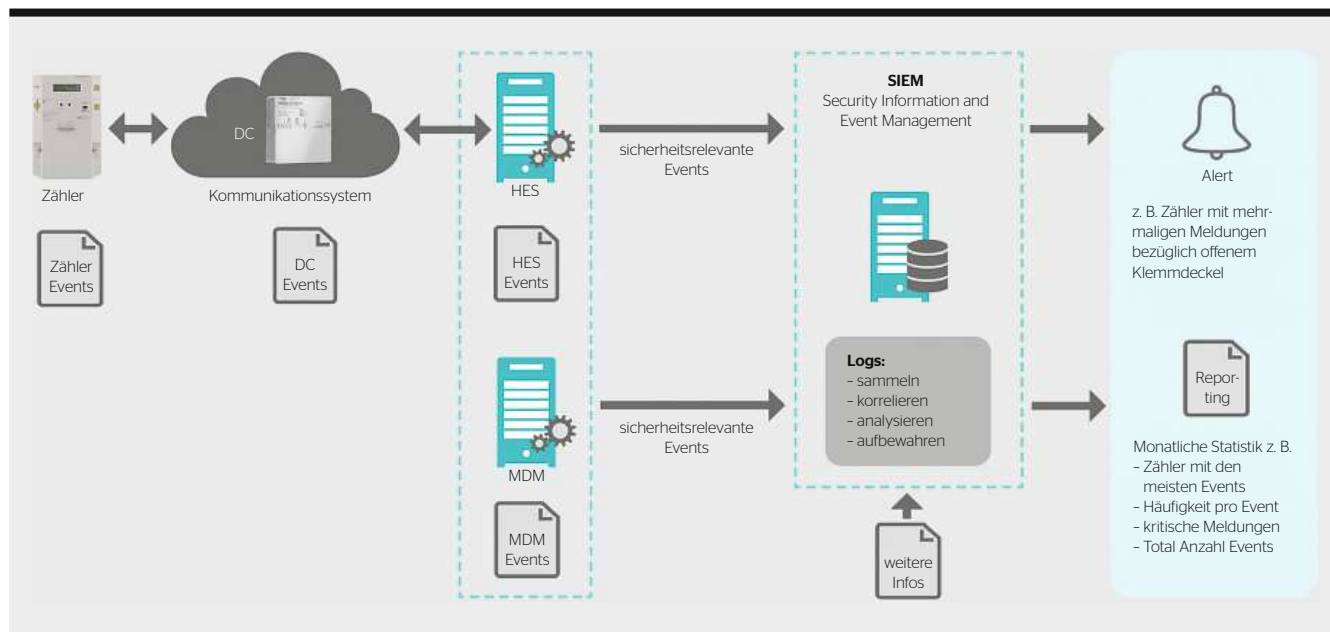 DC
Zähler
Kommunikationssystem
Zähler
Events
DC
Events
HES
HES
Events
MDM
MDM
Events
sicherheitsrelevante
Events
sicherheitsrelevante
Events
SIEM
Security Information and
Event Management
Logs:
- sammeln
- korrelieren
- analysieren
- aufbewahren
weitere
Infos
Alert
z. B. Zähler mit mehr-
maligen Meldungen
bezüglich offenem
Klemmdeckel
Repor-
ting
Monatliche Statistik z. B.
- Zähler mit den
meisten Events
- Häufigkeit pro Event
- kritische Meldungen
- Total Anzahl Events